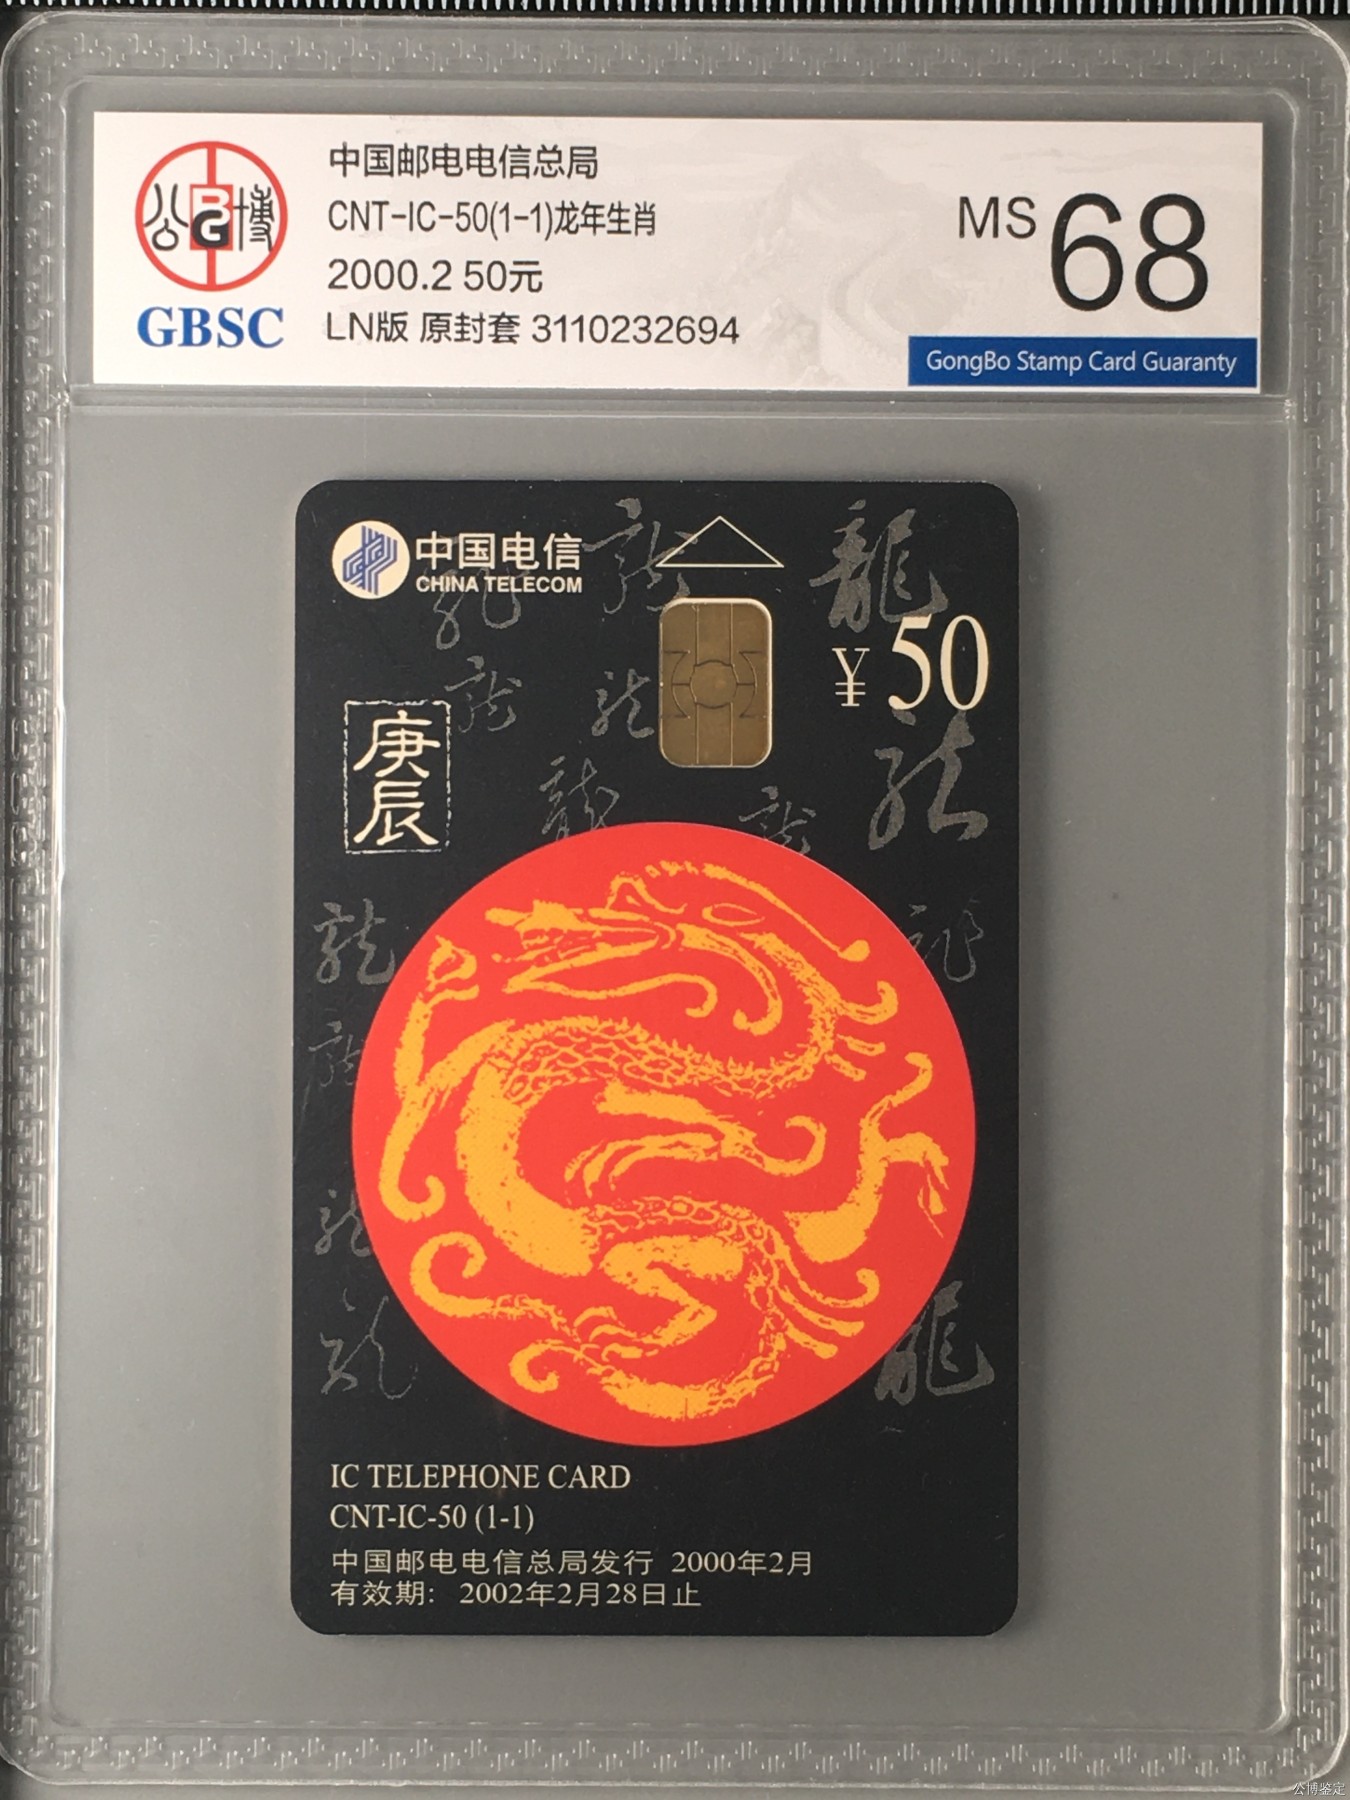 中国邮电电信总局
CNT-IC-50(1-1)龙年生肖
2000.2 50元
LN版 原封套 3110232694
公博
BG
GBSC
MS 68
GongBo Stamp Card Guaranty
中国电信
CHINA TELECOM
¥50
庚辰
龍
IC TELEPHONE CARD
CNT-IC-50 (1-1)
中国邮电电信总局发行 2000年2月
有效期: 2002年2月28日止
公博鉴定